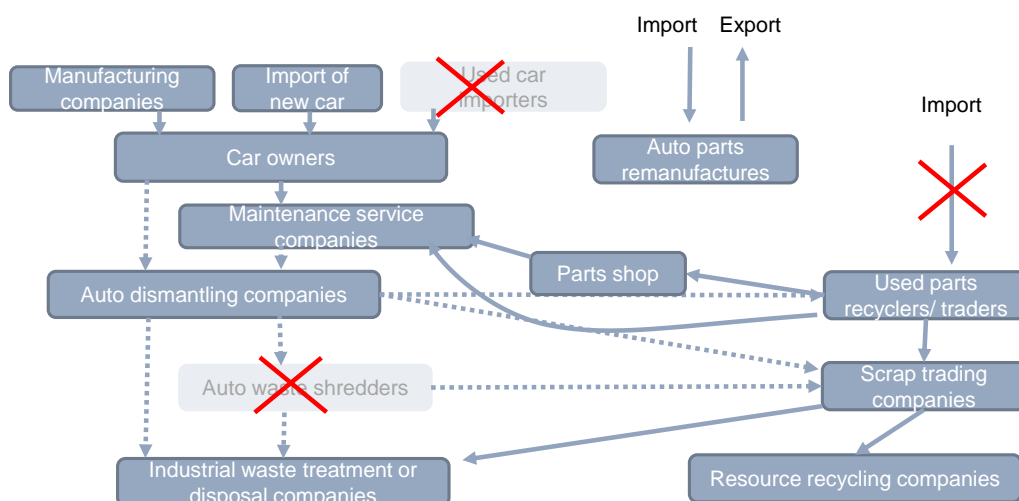 Import
Export
Manufacturing
companies
Import of
new car
Used car
importers
Import
Car owners
Auto parts
remanufactures
Maintenance service
companies
Parts shop
Auto dismantling companies
Used parts
recyclers/ traders
Auto waste shredders
Scrap trading
companies
Industrial waste treatment or
disposal companies
Resource recycling companies